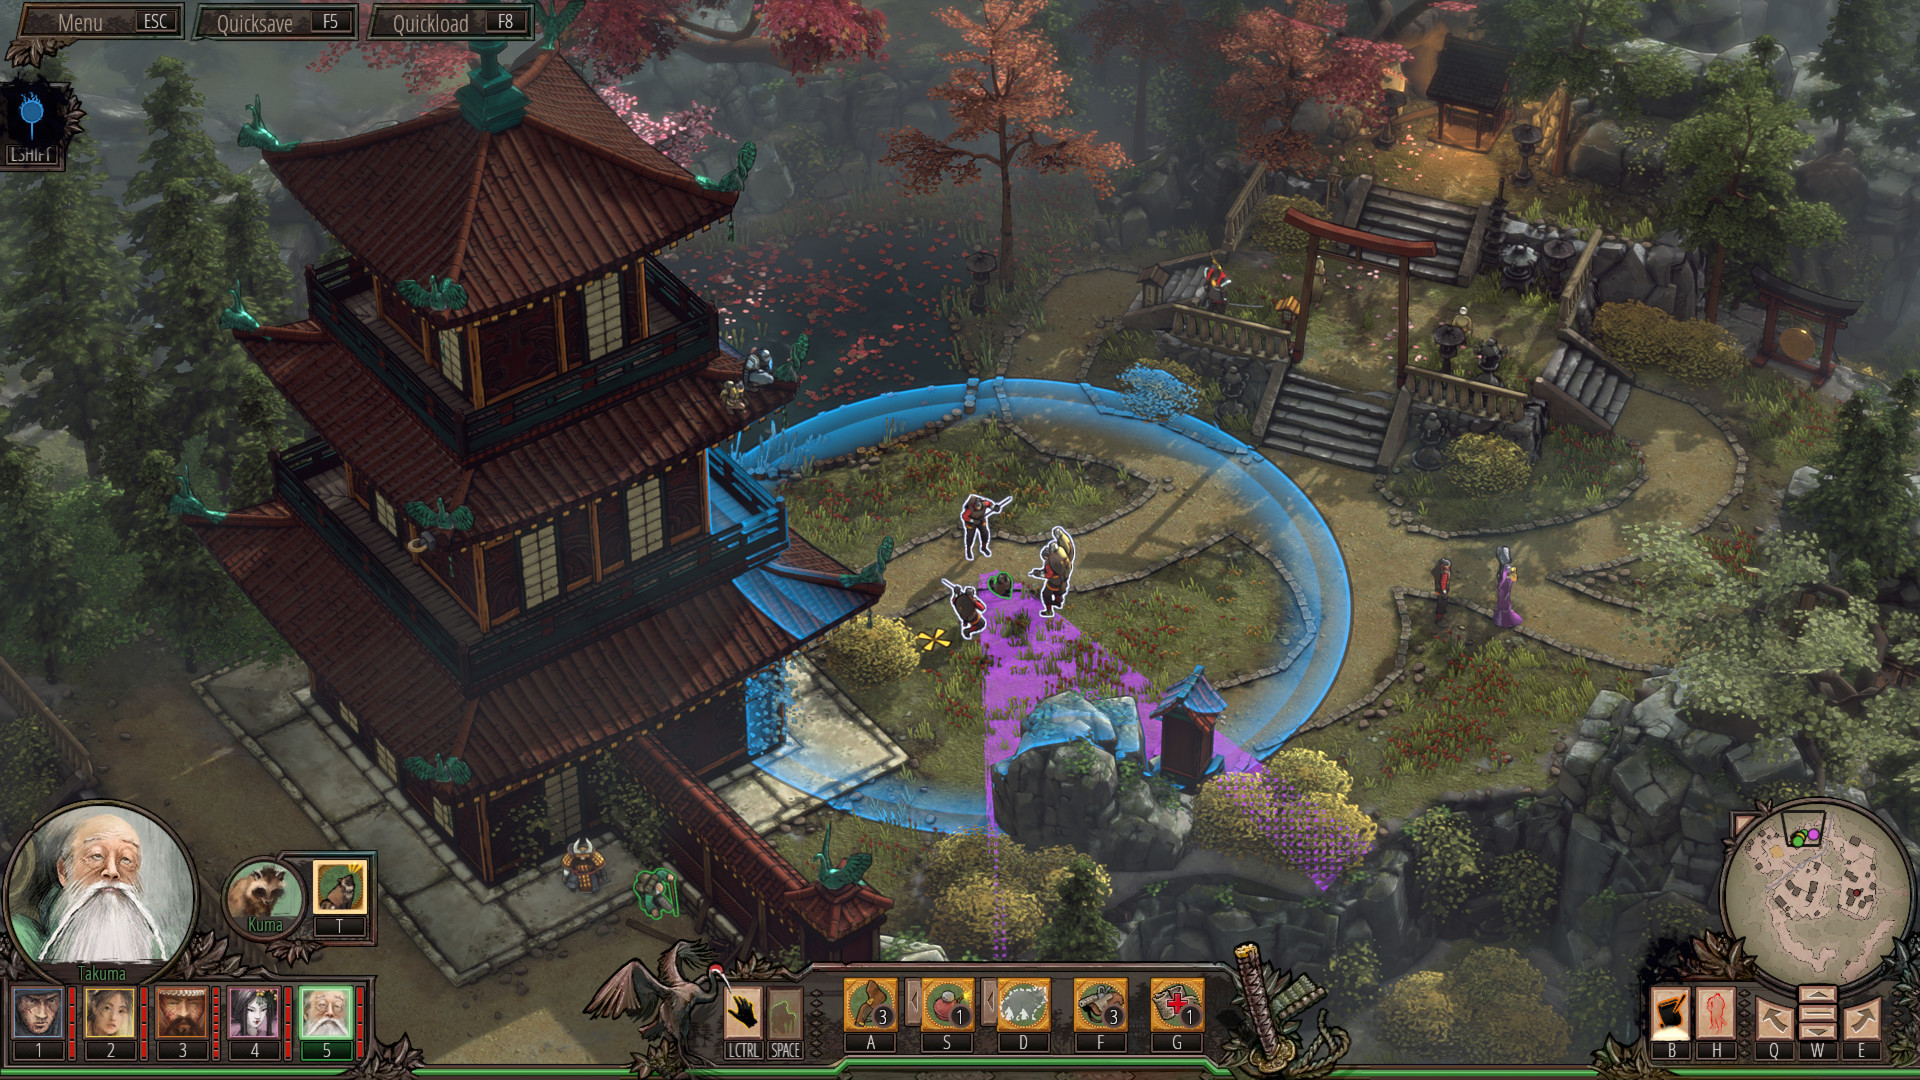 Menu ESC Quicksave F5 Quickload F8
LSHIFT
Kuma T
Takuma
1 2 3 4 5
LCTRL SPACE
3 1 3 1
A S D F G
B H Q W E